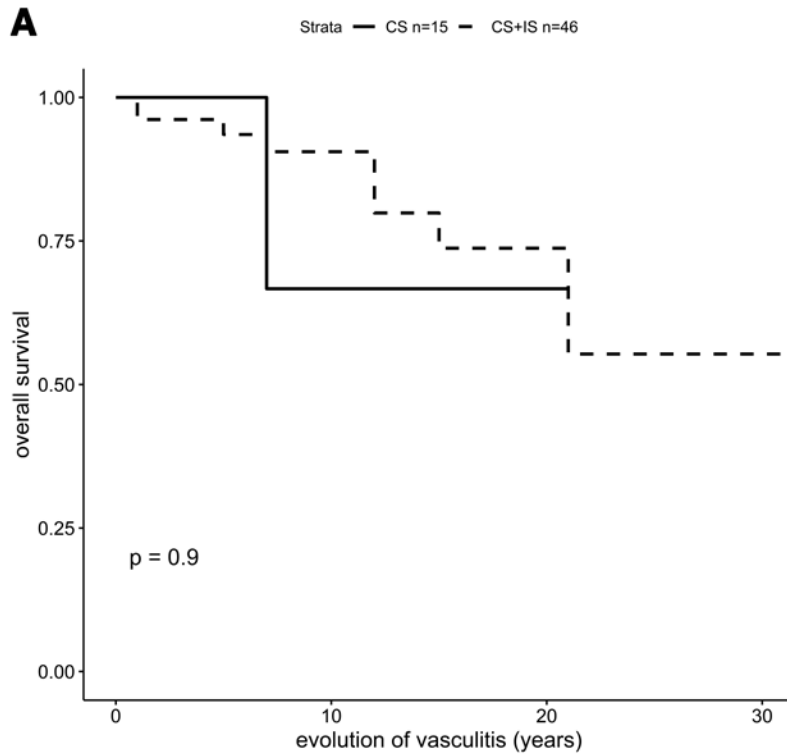 A
Strata CS n=15 CS+IS n=46
1.00
0.75
0.50
0.25
0.00
overall survival
p = 0.9
0 10 20 30
evolution of vasculitis (years)